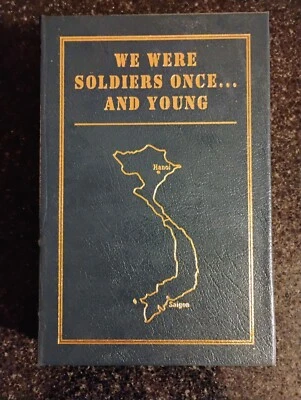 WE WERE
SOLDIERS ONCE...
AND YOUNG
Hanoi
Saigon